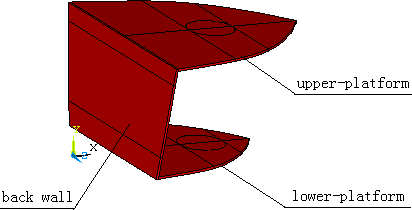 upper-platform
Y
X
back wall
lower-platform